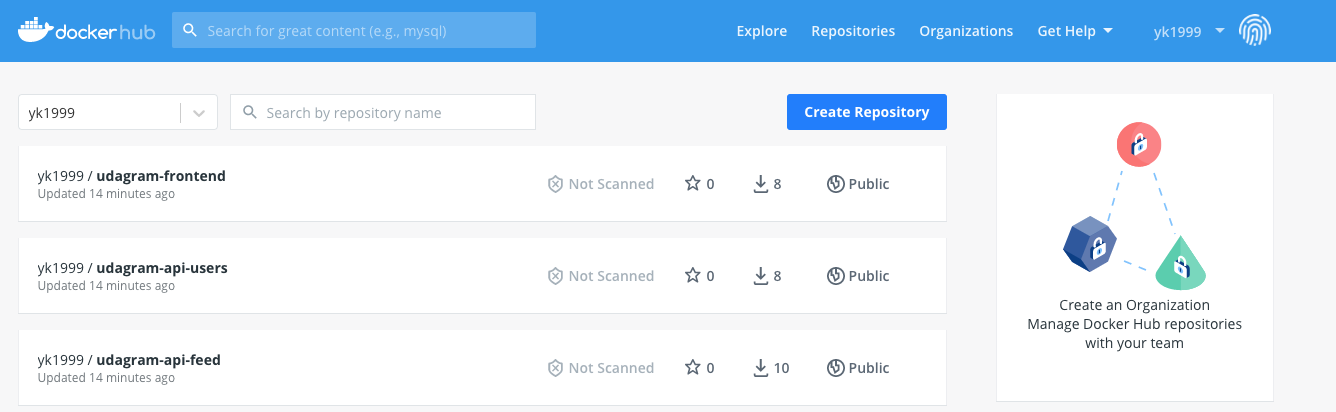 docker hub
Search for great content (e.g., mysql)
Explore
Repositories
Organizations
Get Help
yk1999
yk1999
Search by repository name
Create Repository
yk1999 / udagram-frontend
Updated 14 minutes ago
Not Scanned
0
8
Public
yk1999 / udagram-api-users
Updated 14 minutes ago
Not Scanned
0
8
Public
yk1999 / udagram-api-feed
Updated 14 minutes ago
Not Scanned
0
10
Public
Create an Organization
Manage Docker Hub repositories
with your team